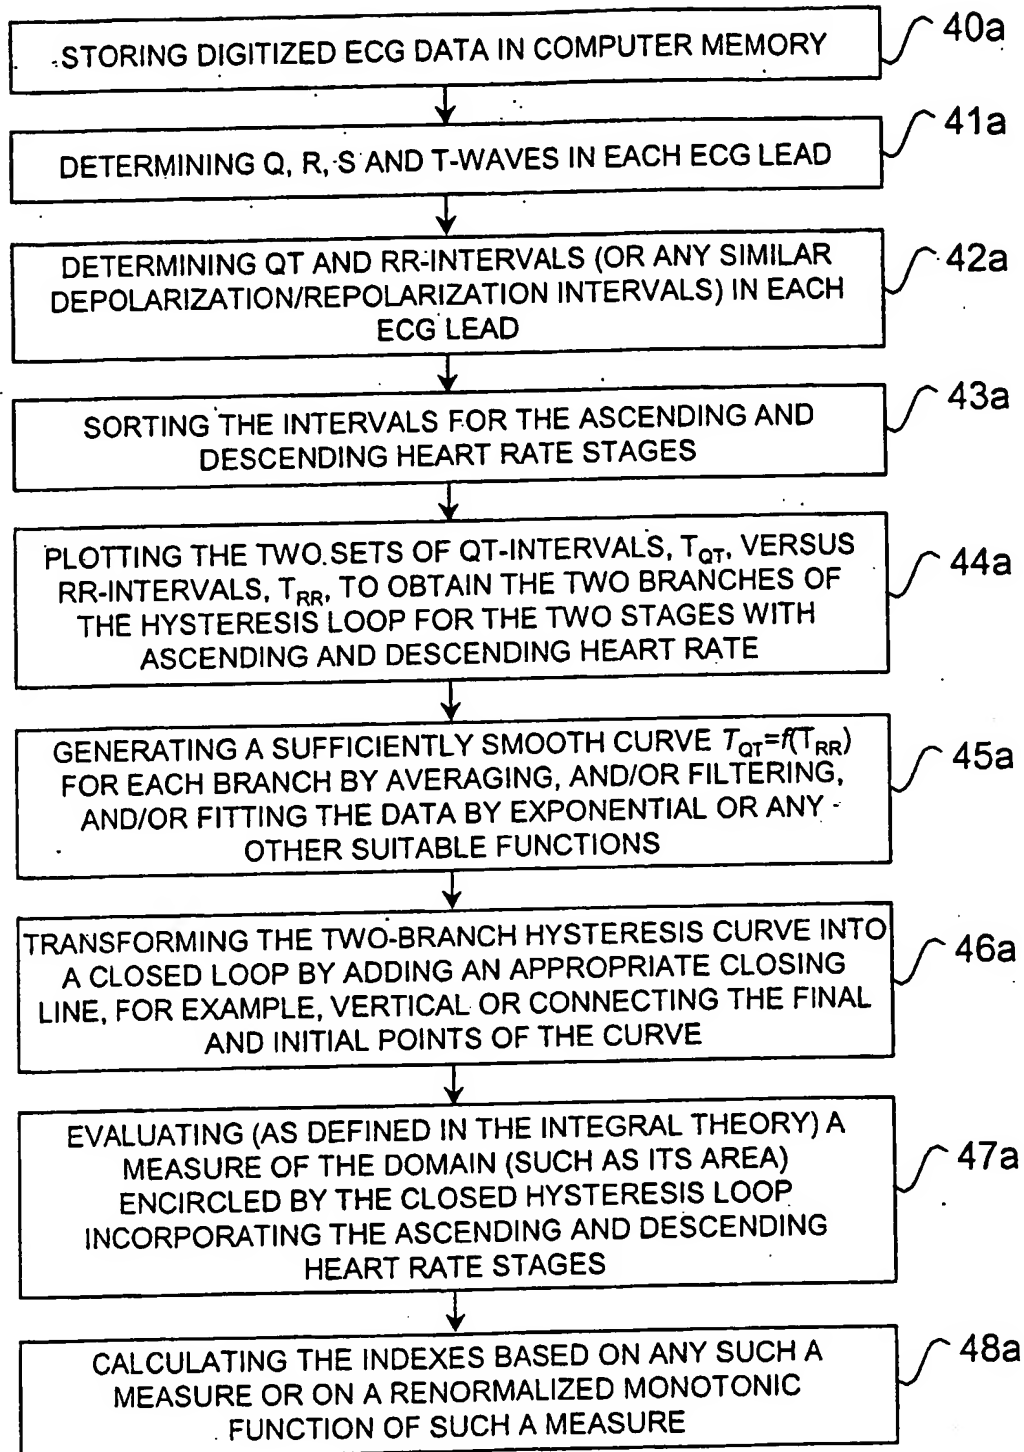 STORING DIGITIZED ECG DATA IN COMPUTER MEMORY
40a
DETERMINING Q, R, S AND T-WAVES IN EACH ECG LEAD
41a
DETERMINING QT AND RR-INTERVALS (OR ANY SIMILAR
DEPOLARIZATION/REPOLARIZATION INTERVALS) IN EACH
ECG LEAD
42a
SORTING THE INTERVALS FOR THE ASCENDING AND
DESCENDING HEART RATE STAGES
43a
PLOTTING THE TWO SETS OF QT-INTERVALS, T_QT, VERSUS
RR-INTERVALS, T_RR, TO OBTAIN THE TWO BRANCHES OF
THE HYSTERESIS LOOP FOR THE TWO STAGES WITH
ASCENDING AND DESCENDING HEART RATE
44a
GENERATING A SUFFICIENTLY SMOOTH CURVE T_QT=f(T_RR)
FOR EACH BRANCH BY AVERAGING, AND/OR FILTERING,
AND/OR FITTING THE DATA BY EXPONENTIAL OR ANY
OTHER SUITABLE FUNCTIONS
45a
TRANSFORMING THE TWO-BRANCH HYSTERESIS CURVE INTO
A CLOSED LOOP BY ADDING AN APPROPRIATE CLOSING
LINE, FOR EXAMPLE, VERTICAL OR CONNECTING THE FINAL
AND INITIAL POINTS OF THE CURVE
46a
EVALUATING (AS DEFINED IN THE INTEGRAL THEORY) A
MEASURE OF THE DOMAIN (SUCH AS ITS AREA)
ENCIRCLED BY THE CLOSED HYSTERESIS LOOP
INCORPORATING THE ASCENDING AND DESCENDING
HEART RATE STAGES
47a
CALCULATING THE INDEXES BASED ON ANY SUCH A
MEASURE OR ON A RENORMALIZED MONOTONIC
FUNCTION OF SUCH A MEASURE
48a